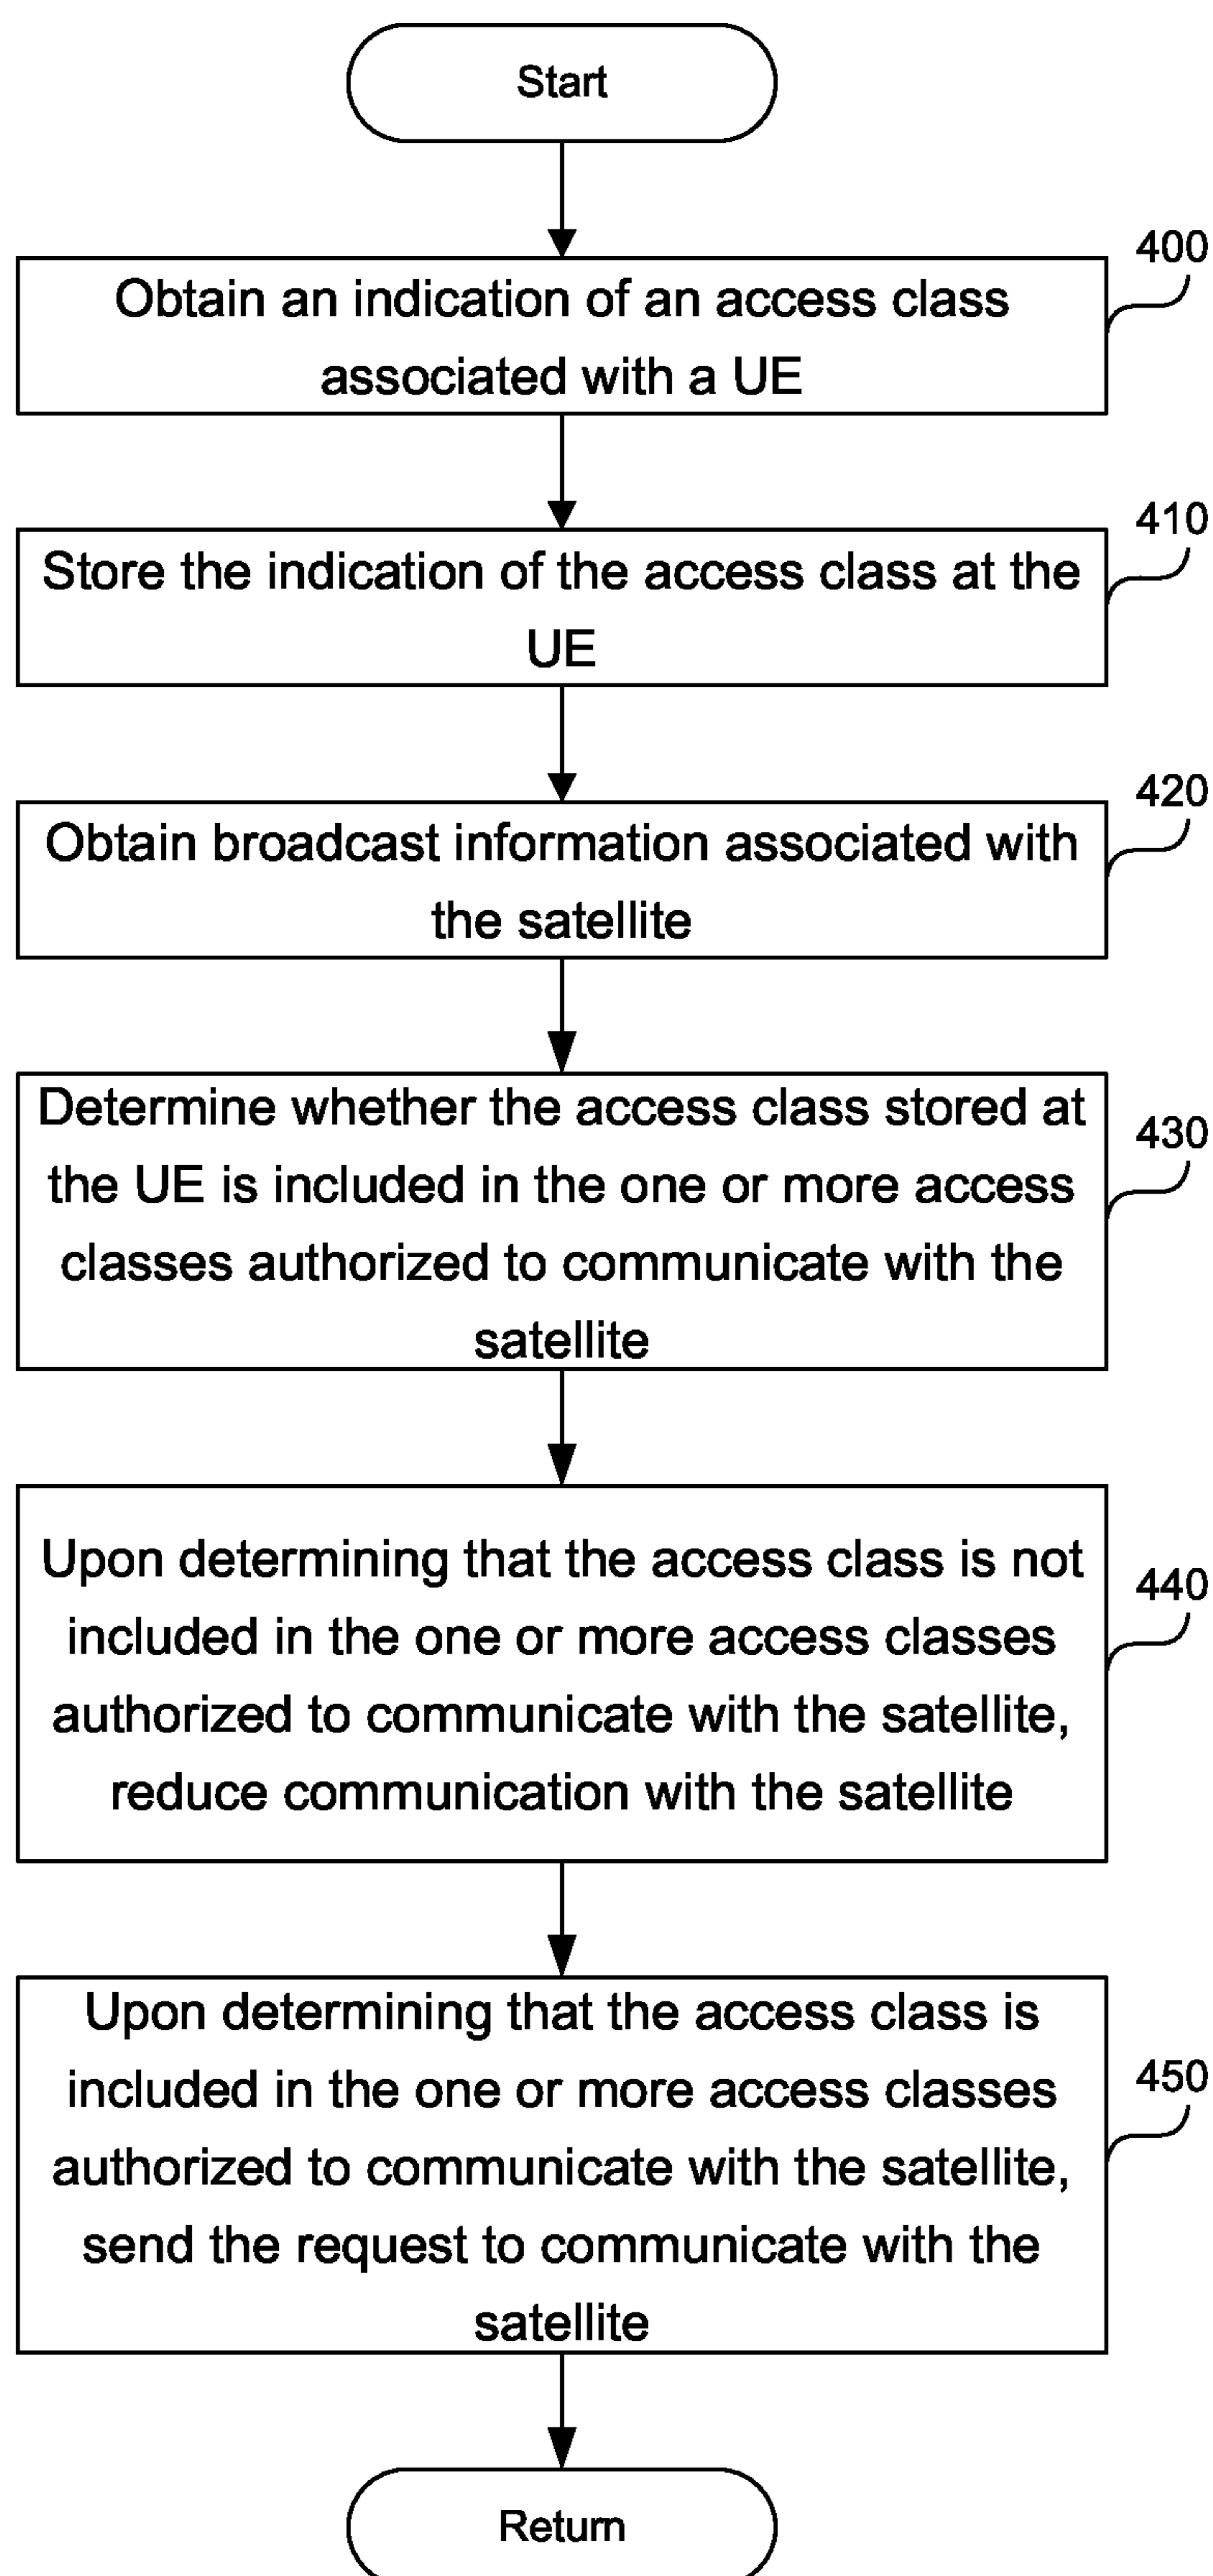 Start
400
Obtain an indication of an access class
associated with a UE
410
Store the indication of the access class at the
UE
420
Obtain broadcast information associated with
the satellite
430
Determine whether the access class stored at
the UE is included in the one or more access
classes authorized to communicate with the
satellite
440
Upon determining that the access class is not
included in the one or more access classes
authorized to communicate with the satellite,
reduce communication with the satellite
450
Upon determining that the access class is
included in the one or more access classes
authorized to communicate with the satellite,
send the request to communicate with the
satellite
Return